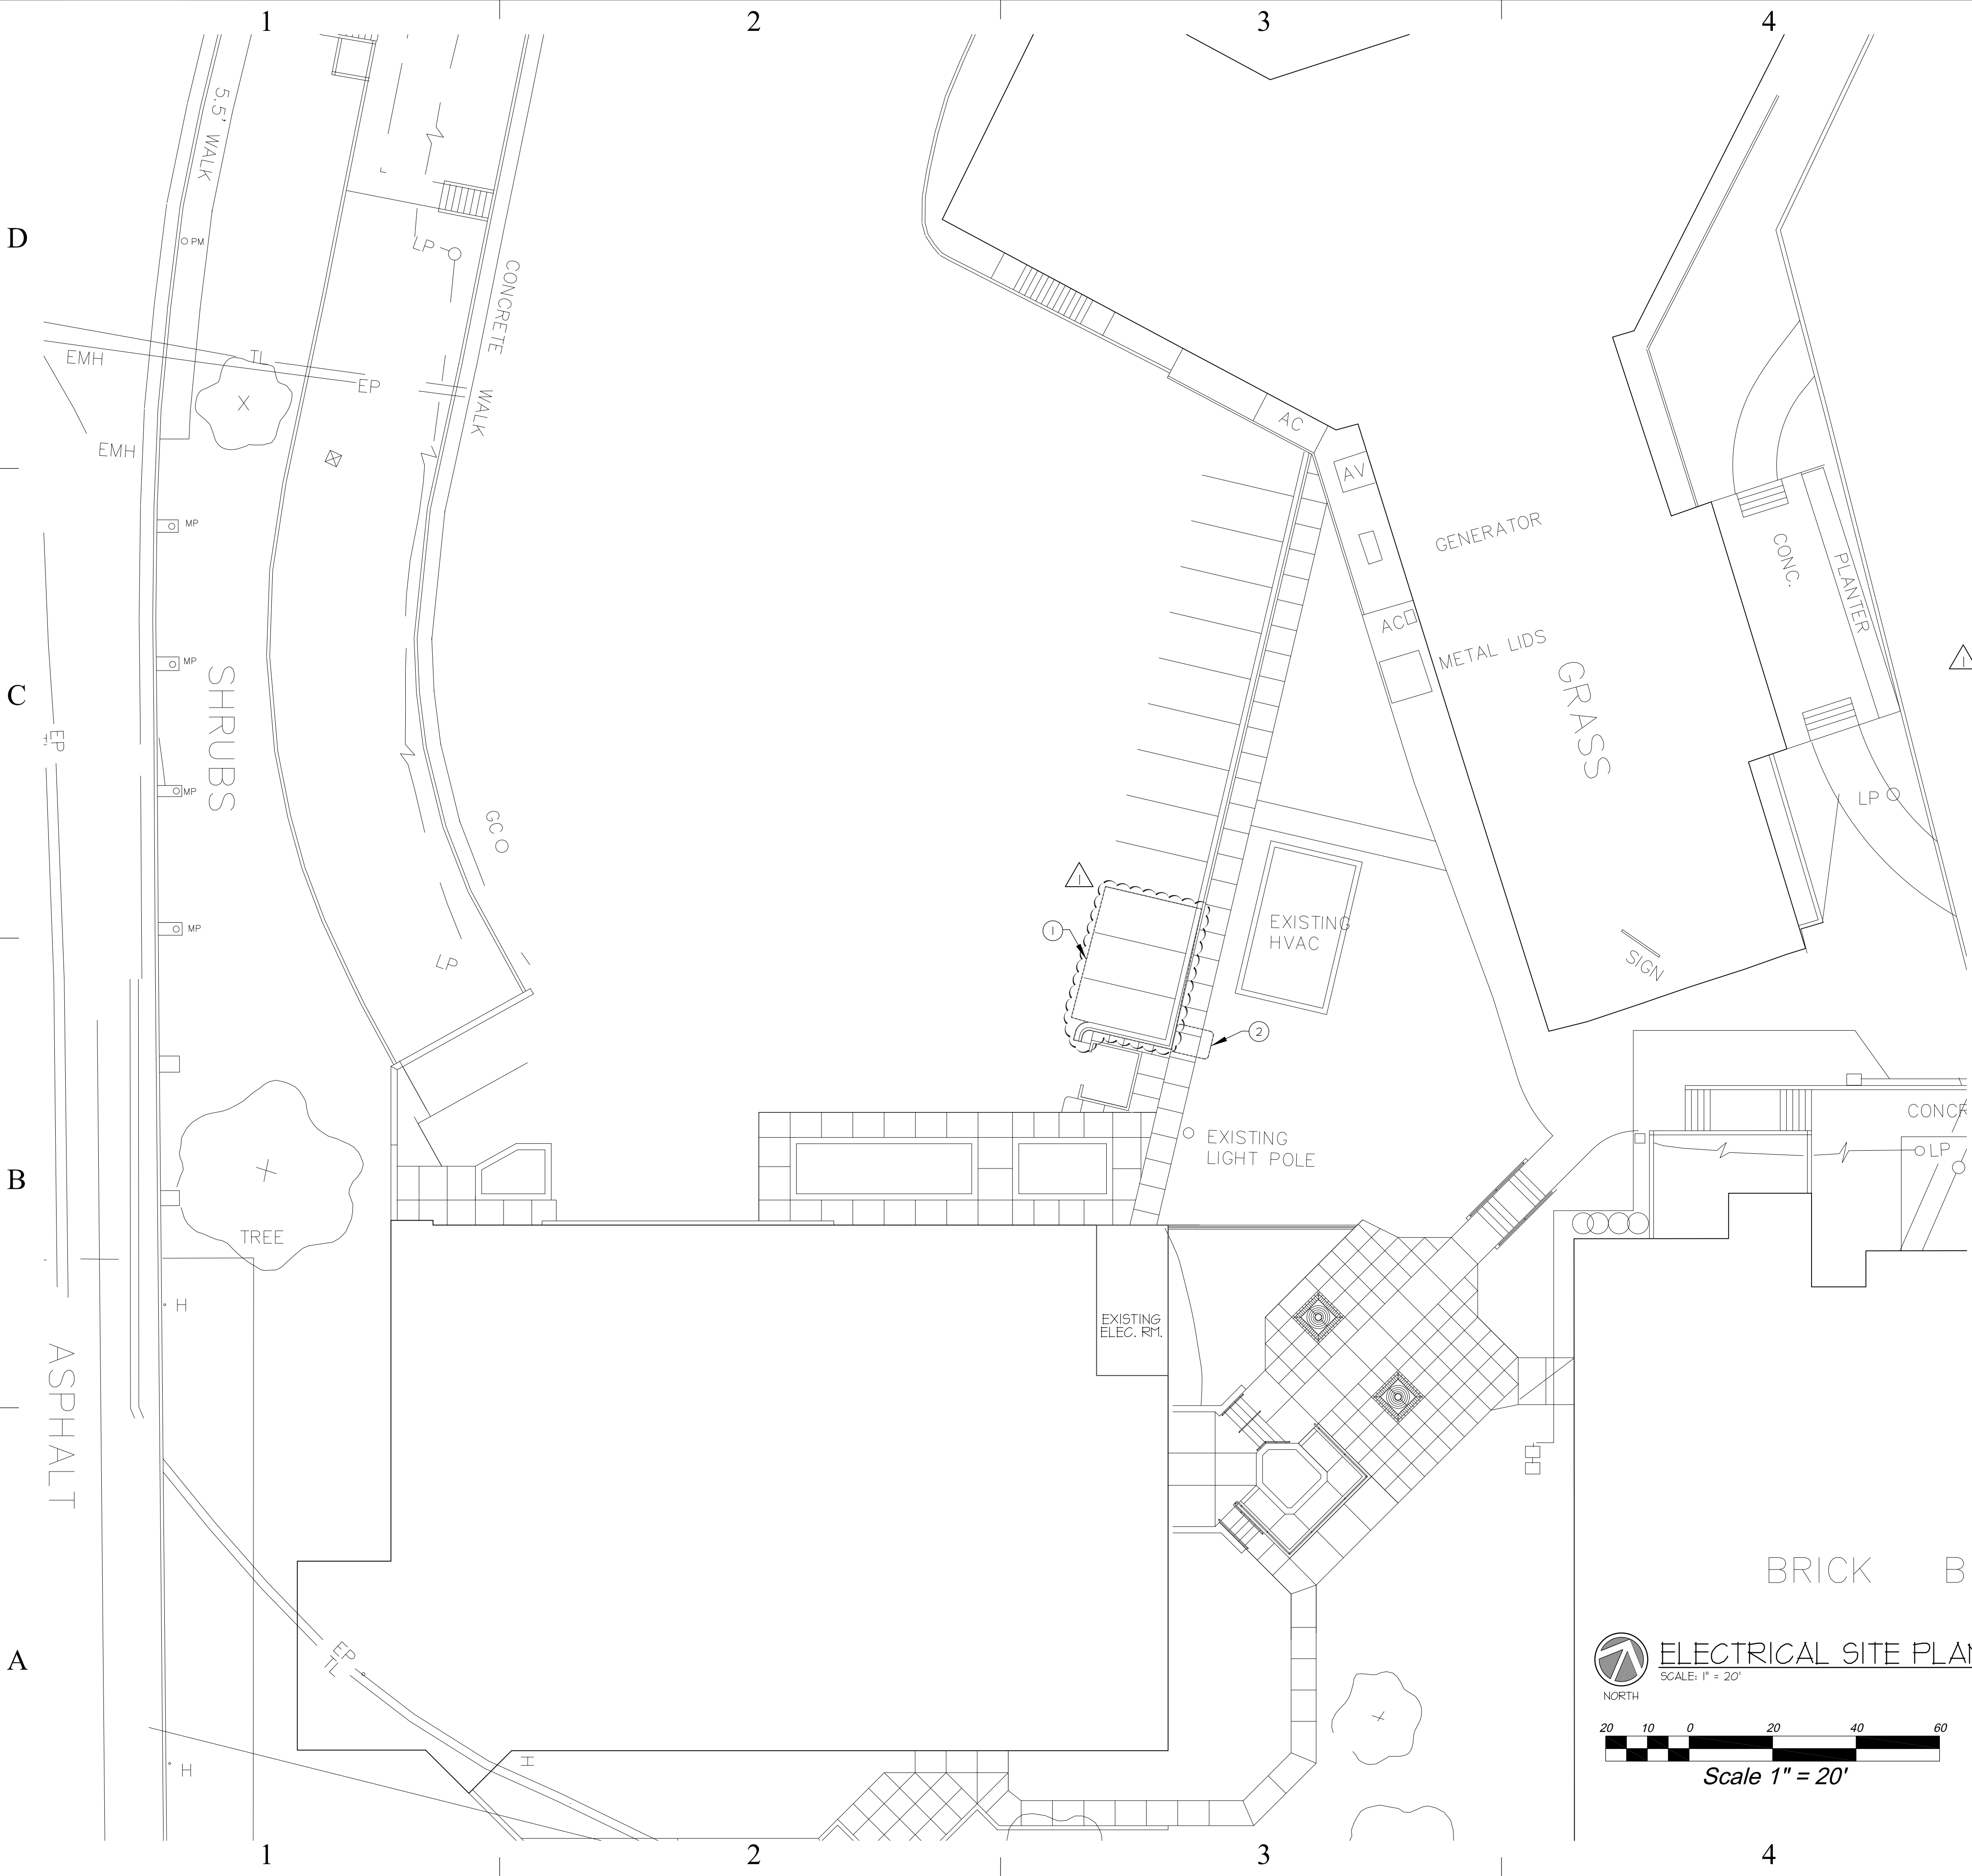 1 2 3 4
5.5' WALK
D
PM
LP
CONCRETE
WALK
EMH
TL
EP
EMH
AC
AV
MP
GENERATOR
CONC.
PLANTER
AC
METAL LIDS
C
SHRUBS
MP
GRASS
1
EP
MP
LP
GC
1
1
EXISTING
HVAC
MP
LP
SIGN
2
CONCR
EXISTING
LIGHT POLE
LP
B
TREE
H
EXISTING
ELEC. RM.
ASPHALT
BRICK B
A
EP
TL
ELECTRICAL SITE PLAN
SCALE: 1" = 20'
NORTH
20 10 0 20 40 60
Scale 1" = 20'
H
H
1 2 3 4